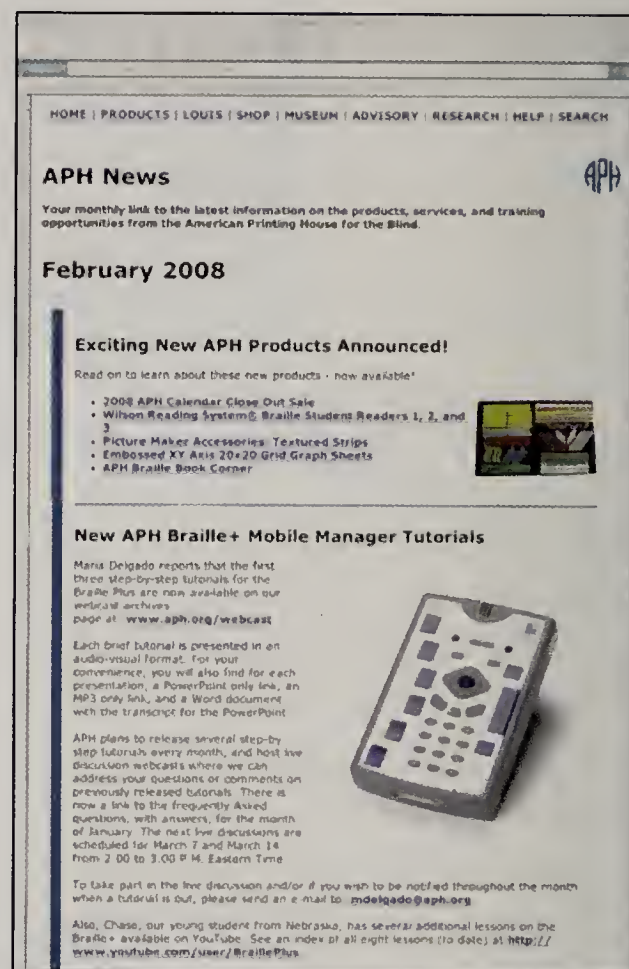 HOME | PRODUCTS | LOUIS | SHOP | MUSEUM | ADVISORY | RESEARCH | HELP | SEARCH
APH News
APH
Your monthly link to the latest information on the products, services, and training
opportunities from the American Printing House for the Blind.
February 2008
Exciting New APH Products Announced!
Read on to learn about these new products - now available!
• 2008 APH Calendar Close Out Sale
• Wilson Reading System® Braille Student Readers 1, 2, and
3
• Picture Maker Accessories: Textured Strips
• Embossed XY Axis 20x20 Grid Graph Sheets
• APH Braille Book Corner
New APH Braille+ Mobile Manager Tutorials
Maria Delgado reports that the first
three step-by-step tutorials for the
Braille Plus are now available on our
webcast archives
page at: www.aph.org/webcast
Each brief tutorial is presented in an
audio-visual format. For your
convenience, you will also find for each
presentation, a PowerPoint only link, an
MP3 only link, and a Word document
with the transcript for the PowerPoint.
APH plans to release several step-by-
step tutorials every month, and host live
discussion webcasts where we can
address your questions or comments on
previously released tutorials. There is
now a link to the frequently Asked
questions, with answers, for the month
of January. The next live discussions are
scheduled for March 7 and March 14
from 2:00 to 3:00 P.M. Eastern Time
To take part in the live discussion and/or if you wish to be notified throughout the month
when a tutorial is out, please send an e-mail to: mdelgado@aph.org
Also, Chase, our young student from Nebraska, has several additional lessons on the
Braille+ available on YouTube. See an index of all eight lessons (to date) at http://
www.youtube.com/user/BraillePlus